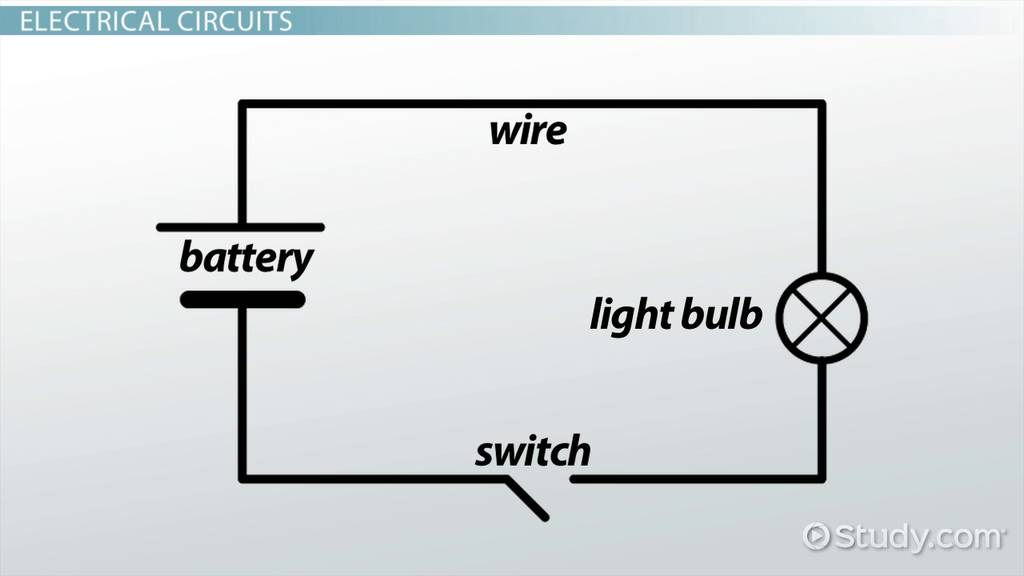 ELECTRICAL CIRCUITS
wire
battery
light bulb
switch
Study.com